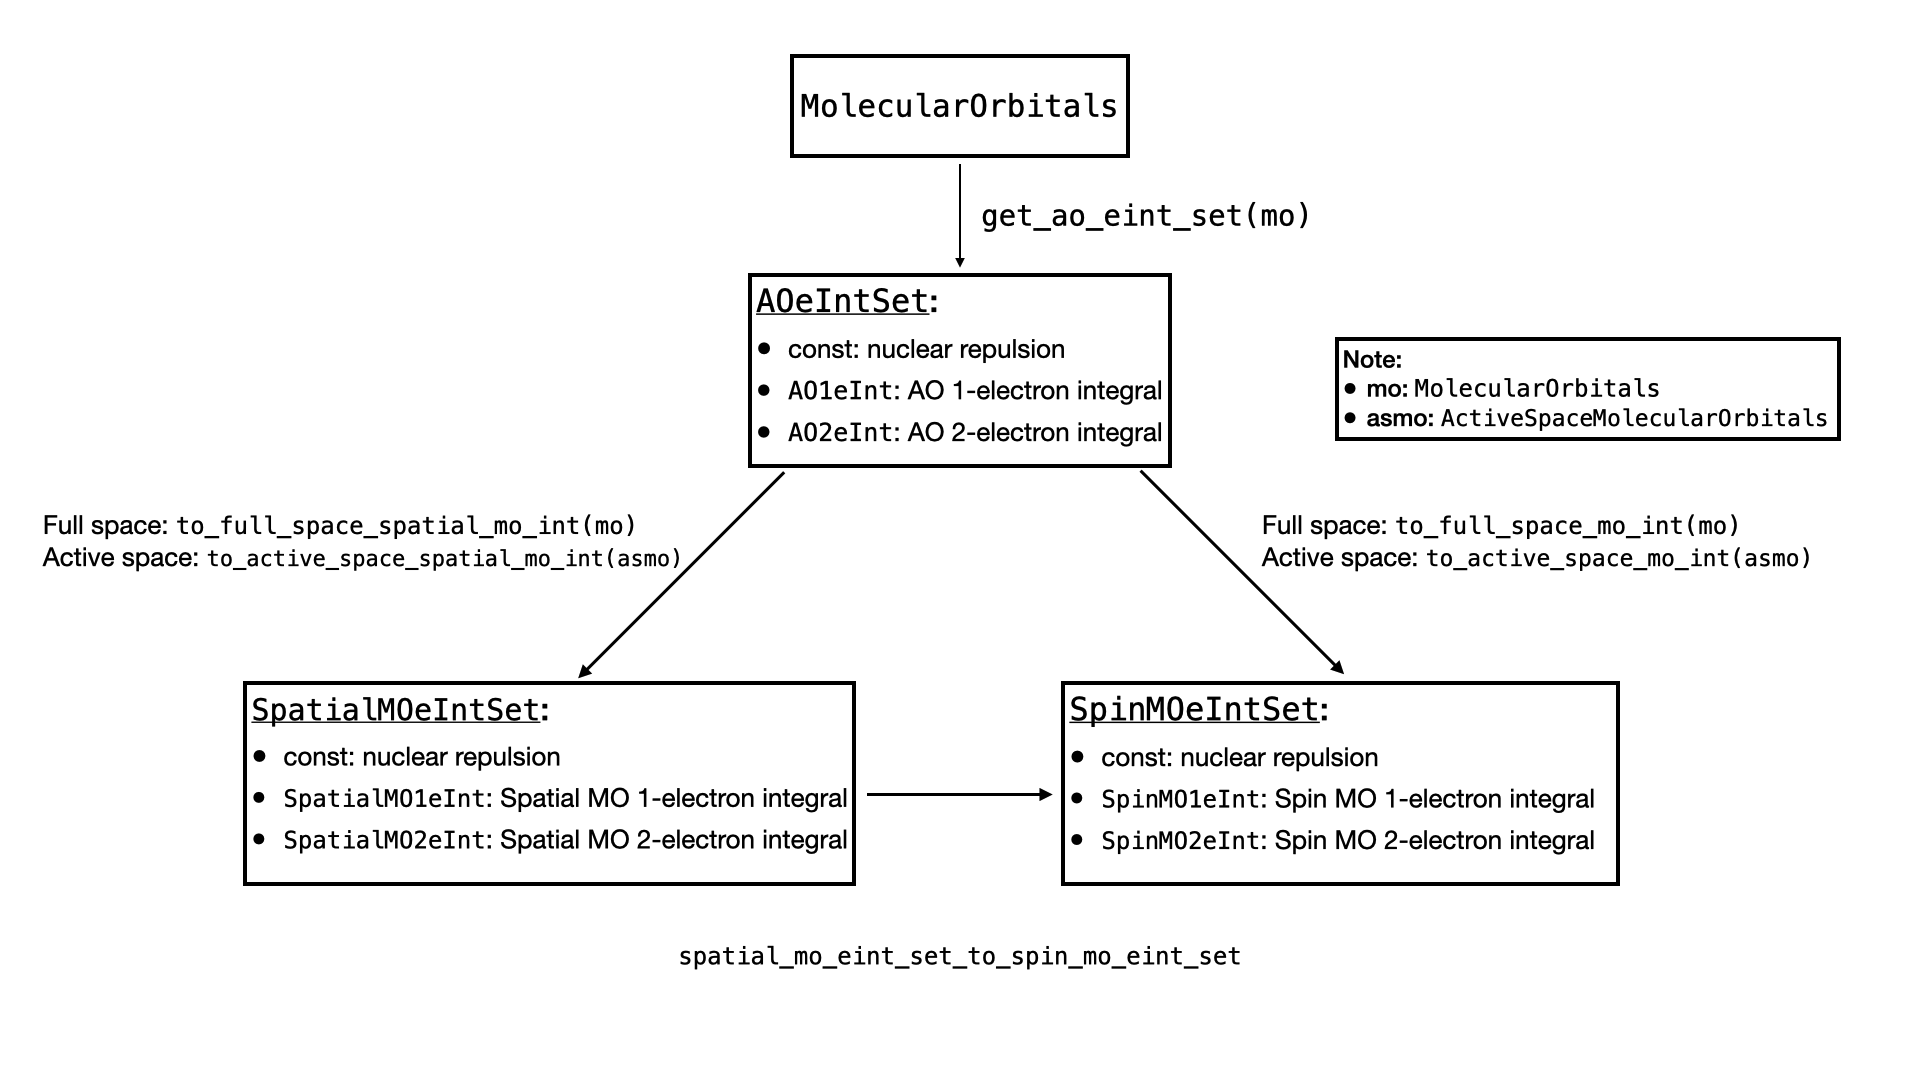 MolecularOrbitals
get_ao_eint_set(mo)
AOeIntSet:
● const: nuclear repulsion
● AO1eInt: AO 1-electron integral
● AO2eInt: AO 2-electron integral
Note:
● mo: MolecularOrbitals
● asmo: ActiveSpaceMolecularOrbitals
Full space: to_full_space_spatial_mo_int(mo)
Active space: to_active_space_spatial_mo_int(asmo)
Full space: to_full_space_mo_int(mo)
Active space: to_active_space_mo_int(asmo)
SpatialMOeIntSet:
● const: nuclear repulsion
● SpatialMO1eInt: Spatial MO 1-electron integral
● SpatialMO2eInt: Spatial MO 2-electron integral
SpinMOeIntSet:
● const: nuclear repulsion
● SpinMO1eInt: Spin MO 1-electron integral
● SpinMO2eInt: Spin MO 2-electron integral
spatial_mo_eint_set_to_spin_mo_eint_set